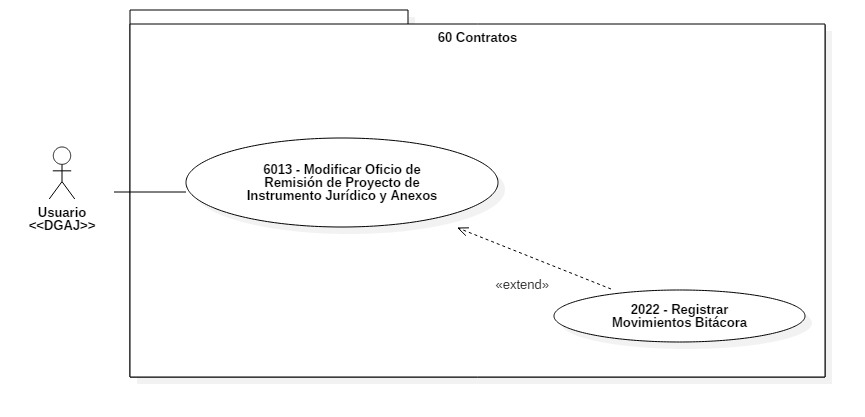 60 Contratos
6013 - Modificar Oficio de
Remisión de Proyecto de
Instrumento Jurídico y Anexos
Usuario
<<DGAJ>>
«extend»
2022 - Registrar
Movimientos Bitácora